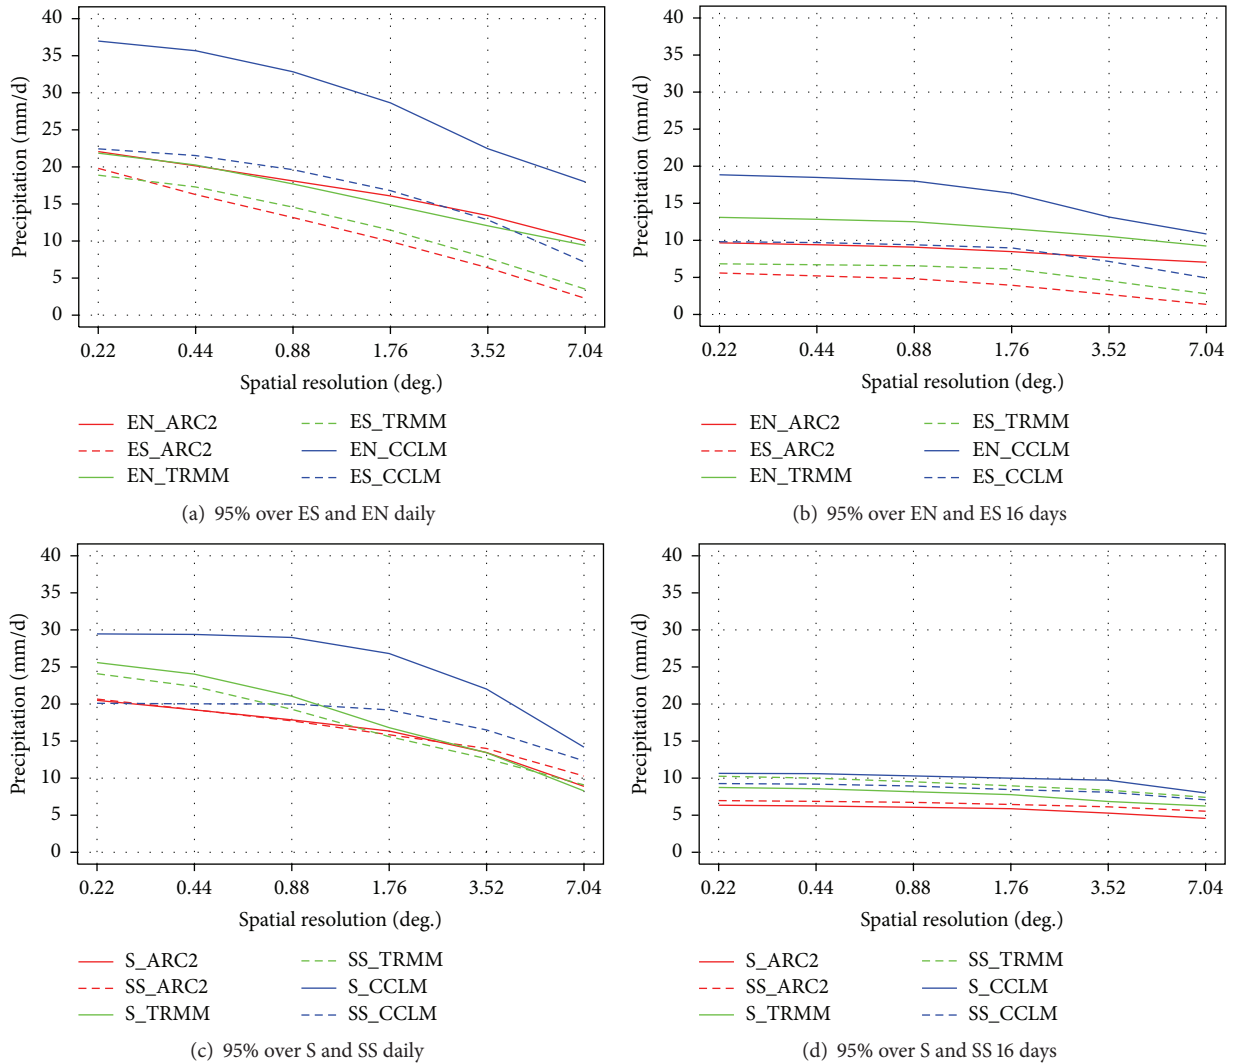 40
35
30
25
20
15
10
5
0
Precipitation (mm/d)
0.22 0.44 0.88 1.76 3.52 7.04
Spatial resolution (deg.)
EN_ARC2 ES_TRMM
ES_ARC2 EN_CCLM
EN_TRMM ES_CCLM
(a) 95% over ES and EN daily
40
35
30
25
20
15
10
5
0
Precipitation (mm/d)
0.22 0.44 0.88 1.76 3.52 7.04
Spatial resolution (deg.)
EN_ARC2 ES_TRMM
ES_ARC2 EN_CCLM
EN_TRMM ES_CCLM
(b) 95% over EN and ES 16 days
40
35
30
25
20
15
10
5
0
Precipitation (mm/d)
0.22 0.44 0.88 1.76 3.52 7.04
Spatial resolution (deg.)
S_ARC2 SS_TRMM
SS_ARC2 S_CCLM
S_TRMM SS_CCLM
(c) 95% over S and SS daily
40
35
30
25
20
15
10
5
0
Precipitation (mm/d)
0.22 0.44 0.88 1.76 3.52 7.04
Spatial resolution (deg.)
S_ARC2 SS_TRMM
SS_ARC2 S_CCLM
S_TRMM SS_CCLM
(d) 95% over S and SS 16 days